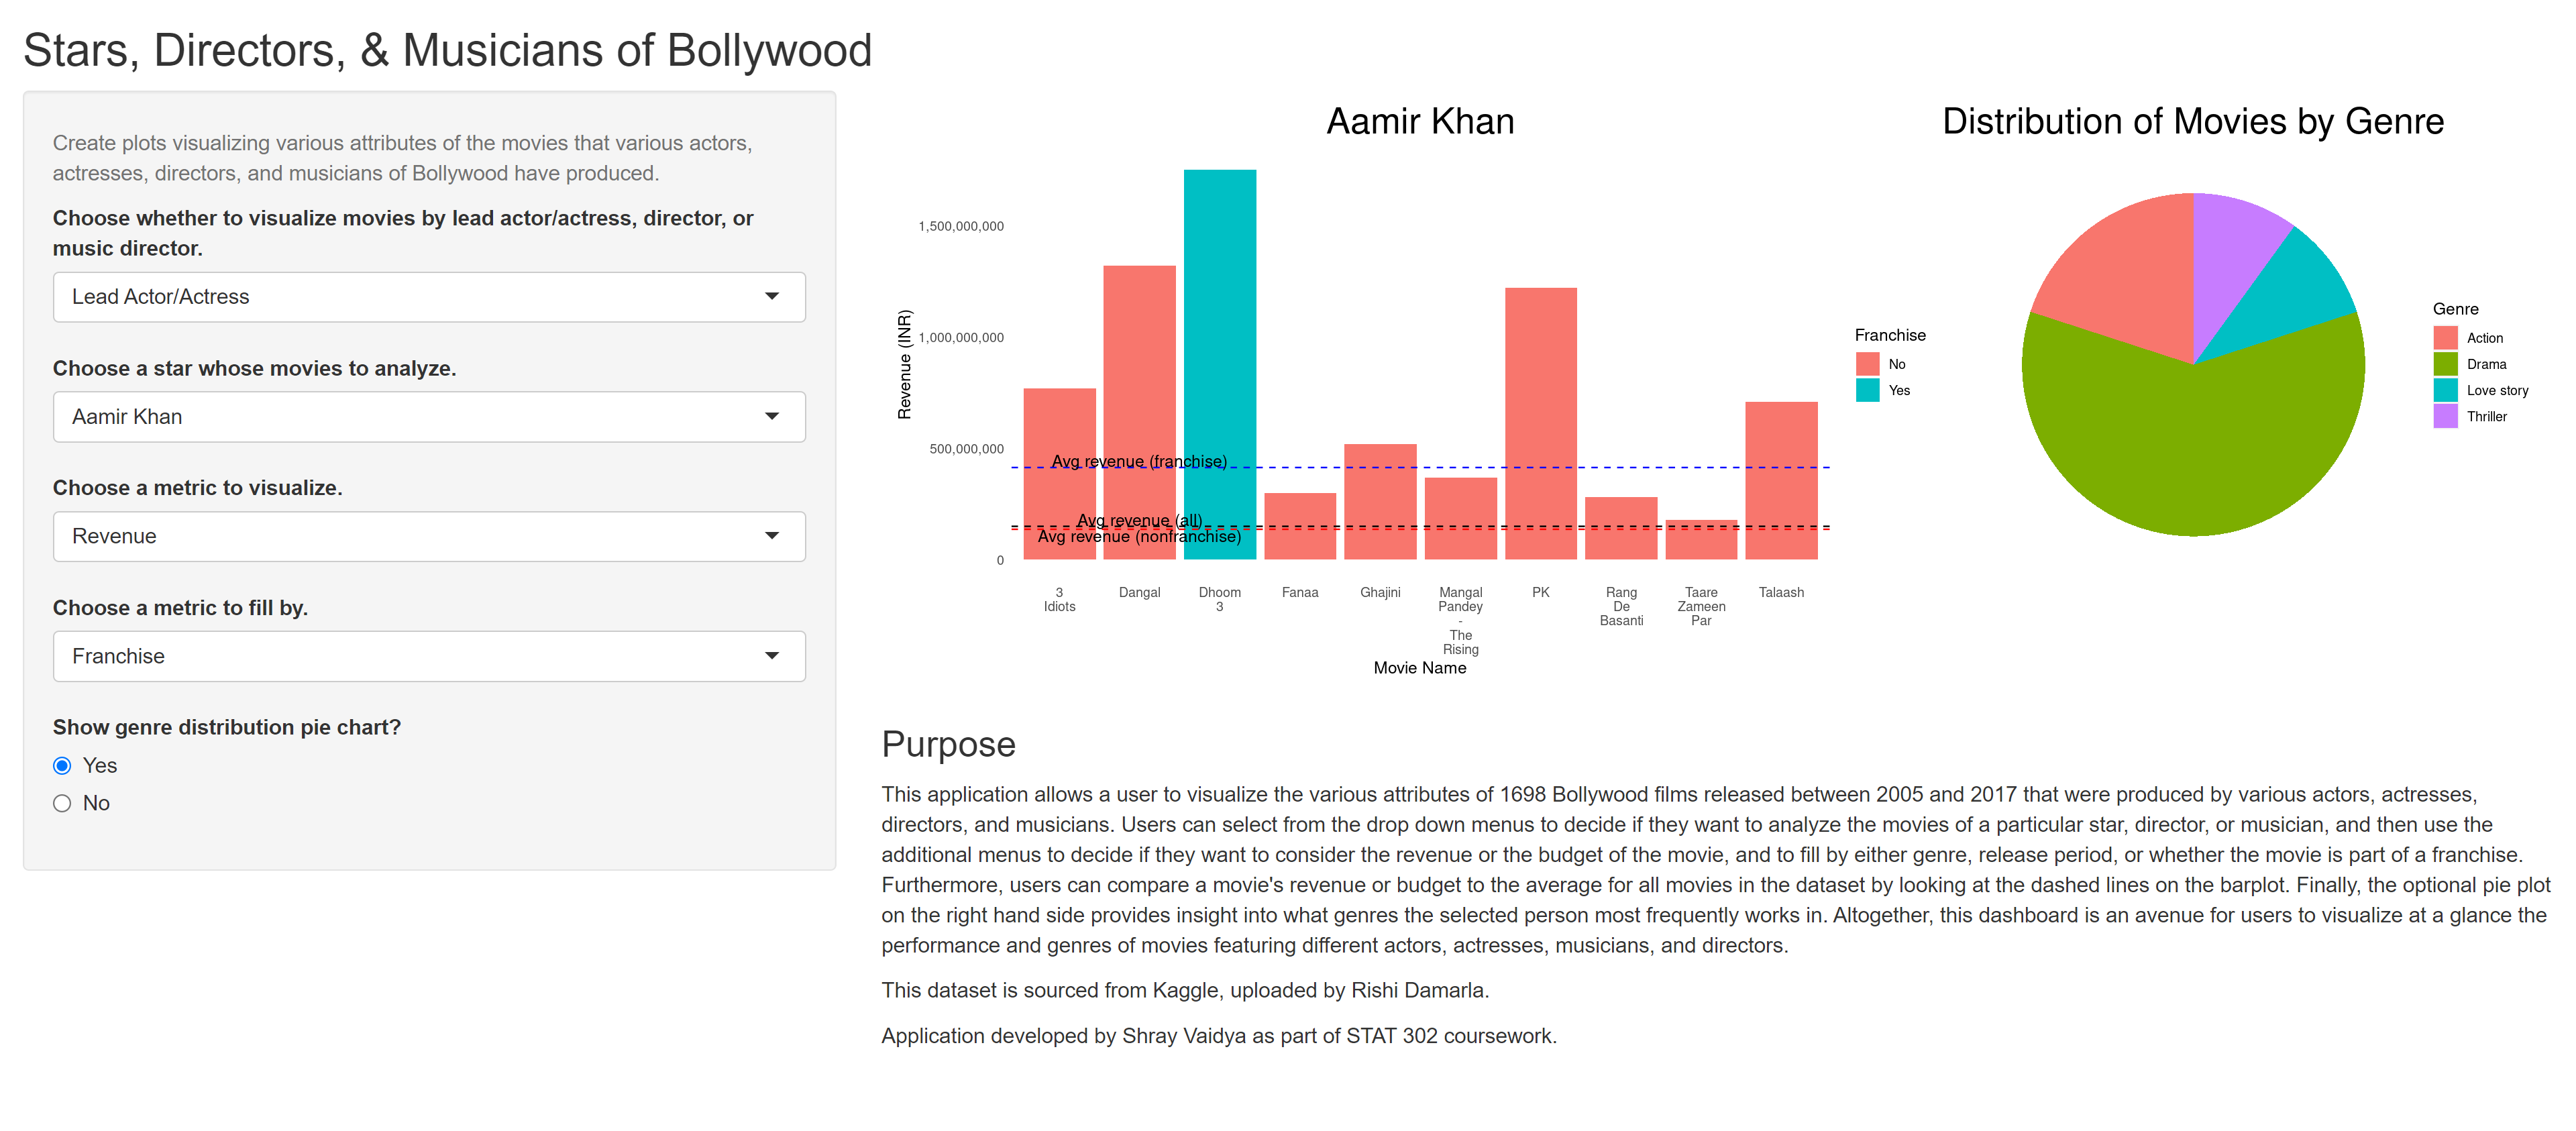 Stars, Directors, & Musicians of Bollywood
Create plots visualizing various attributes of the movies that various actors,
actresses, directors, and musicians of Bollywood have produced.
Choose whether to visualize movies by lead actor/actress, director, or
music director.
Lead Actor/Actress
Choose a star whose movies to analyze.
Aamir Khan
Choose a metric to visualize.
Revenue
Choose a metric to fill by.
Franchise
Show genre distribution pie chart?
Yes
No
Aamir Khan
Revenue (INR)
1,500,000,000
1,000,000,000
500,000,000
0
Avg revenue (franchise)
Avg revenue (all)
Avg revenue (nonfranchise)
3
Idiots
Dangal
Dhoom
3
Fanaa
Ghajini
Mangal
Pandey
-
The
Rising
PK
Rang
De
Basanti
Taare
Zameen
Par
Talaash
Movie Name
Franchise
No
Yes
Distribution of Movies by Genre
Genre
Action
Drama
Love story
Thriller
Purpose
This application allows a user to visualize the various attributes of 1698 Bollywood films released between 2005 and 2017 that were produced by various actors, actresses,
directors, and musicians. Users can select from the drop down menus to decide if they want to analyze the movies of a particular star, director, or musician, and then use the
additional menus to decide if they want to consider the revenue or the budget of the movie, and to fill by either genre, release period, or whether the movie is part of a franchise.
Furthermore, users can compare a movie's revenue or budget to the average for all movies in the dataset by looking at the dashed lines on the barplot. Finally, the optional pie plot
on the right hand side provides insight into what genres the selected person most frequently works in. Altogether, this dashboard is an avenue for users to visualize at a glance the
performance and genres of movies featuring different actors, actresses, musicians, and directors.
This dataset is sourced from Kaggle, uploaded by Rishi Damarla.
Application developed by Shray Vaidya as part of STAT 302 coursework.